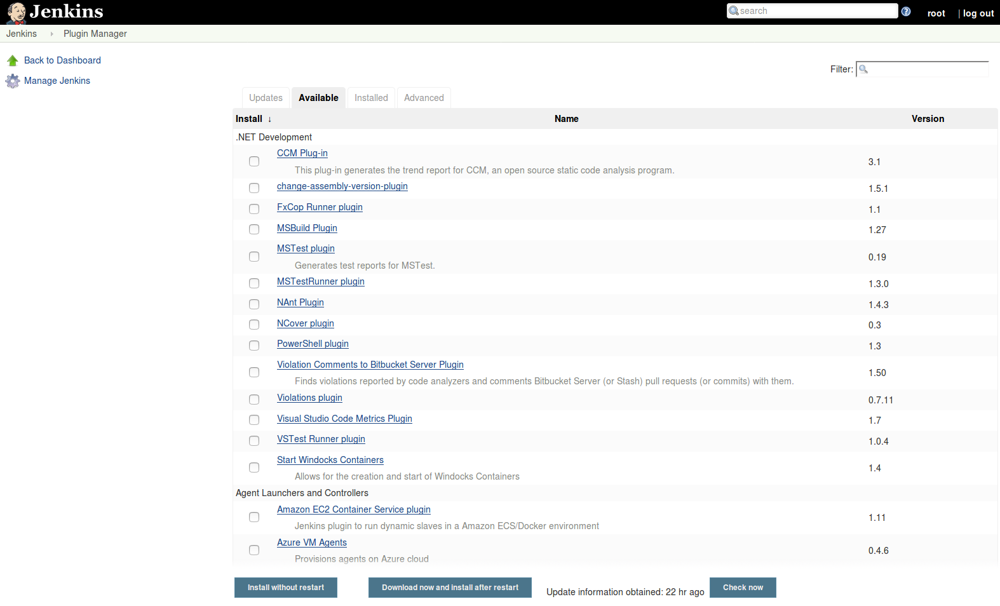 Jenkins
search
root | log out
Jenkins Plugin Manager
Back to Dashboard
Manage Jenkins
Filter:
Updates Available Installed Advanced
Install ↓ Name Version
.NET Development
CCM Plug-in
This plug-in generates the trend report for CCM, an open source static code analysis program.
3.1
change-assembly-version-plugin 1.5.1
FxCop Runner plugin 1.1
MSBuild Plugin 1.27
MSTest plugin
Generates test reports for MSTest.
0.19
MSTestRunner plugin 1.3.0
NAnt Plugin 1.4.3
NCover plugin 0.3
PowerShell plugin 1.3
Violation Comments to Bitbucket Server Plugin
Finds violations reported by code analyzers and comments Bitbucket Server (or Stash) pull requests (or commits) with them.
1.50
Violations plugin 0.7.11
Visual Studio Code Metrics Plugin 1.7
VSTest Runner plugin 1.0.4
Start Windocks Containers
Allows for the creation and start of Windocks Containers
1.4
Agent Launchers and Controllers
Amazon EC2 Container Service plugin
Jenkins plugin to run dynamic slaves in a Amazon ECS/Docker environment
1.11
Azure VM Agents
Provisions agents on Azure cloud
0.4.6
Install without restart Download now and install after restart Update information obtained: 22 hr ago Check now